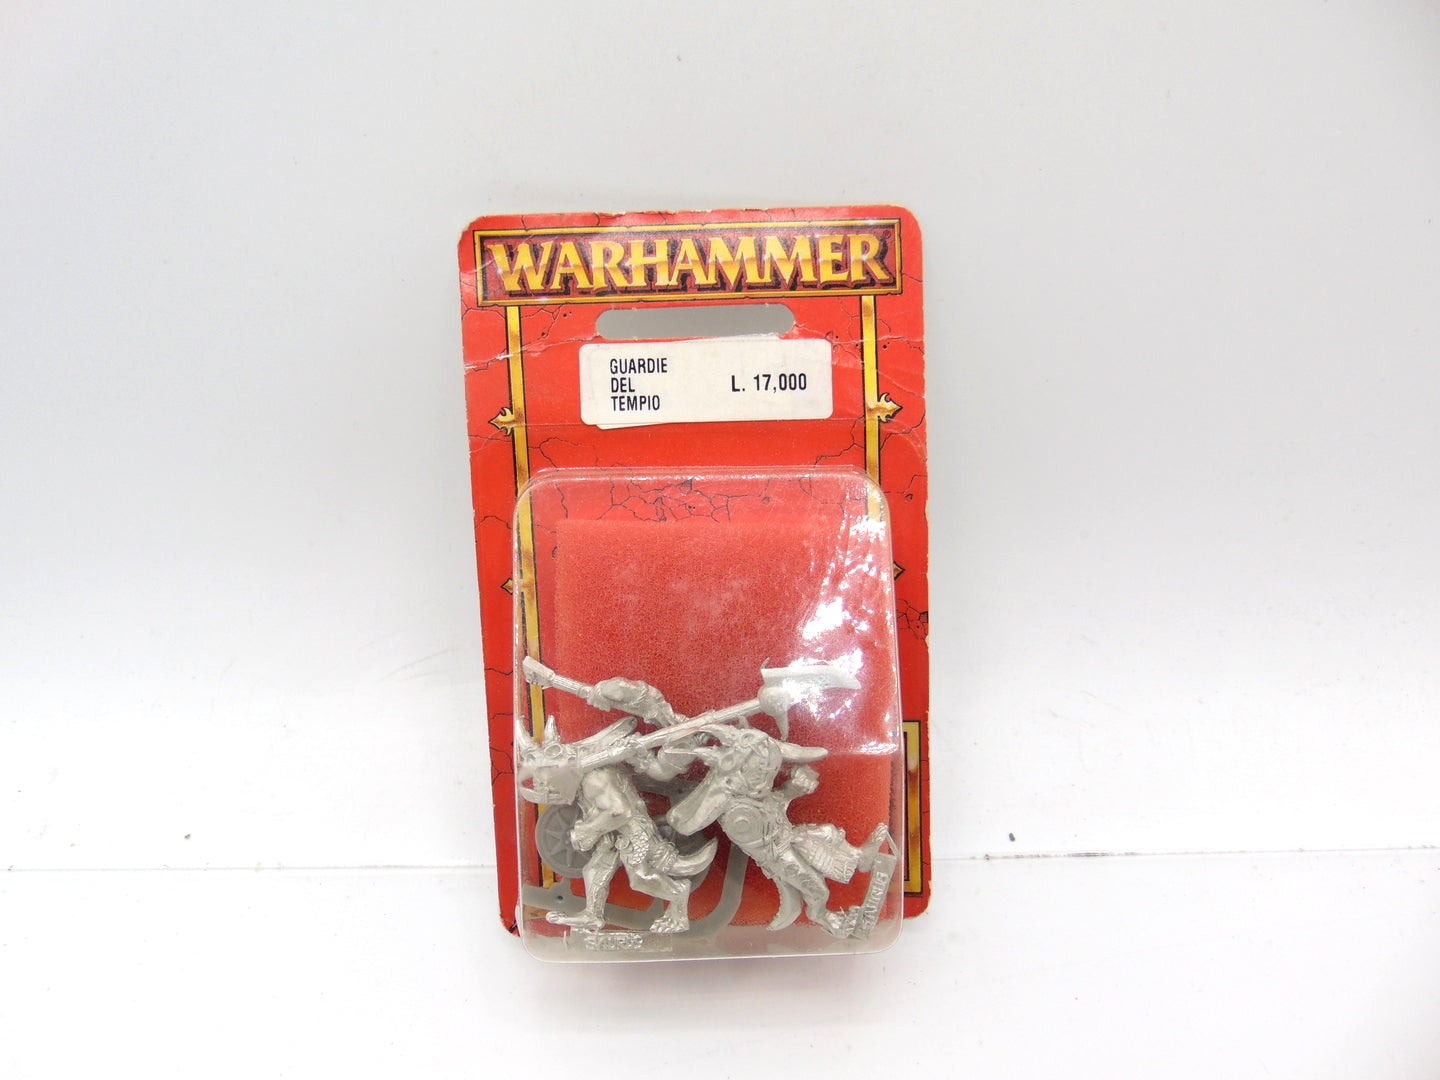 WARHAMMER
GUARDIE
DEL
TEMPIO
L. 17,000